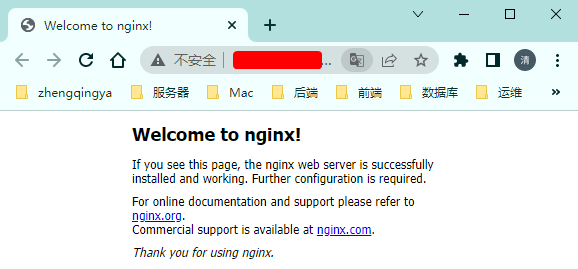 Welcome to nginx!
不安全
...
清
zhengqingya 服务器 Mac 后端 前端 数据库 运维 »
Welcome to nginx!
If you see this page, the nginx web server is successfully
installed and working. Further configuration is required.
For online documentation and support please refer to
nginx.org.
Commercial support is available at nginx.com.
Thank you for using nginx.